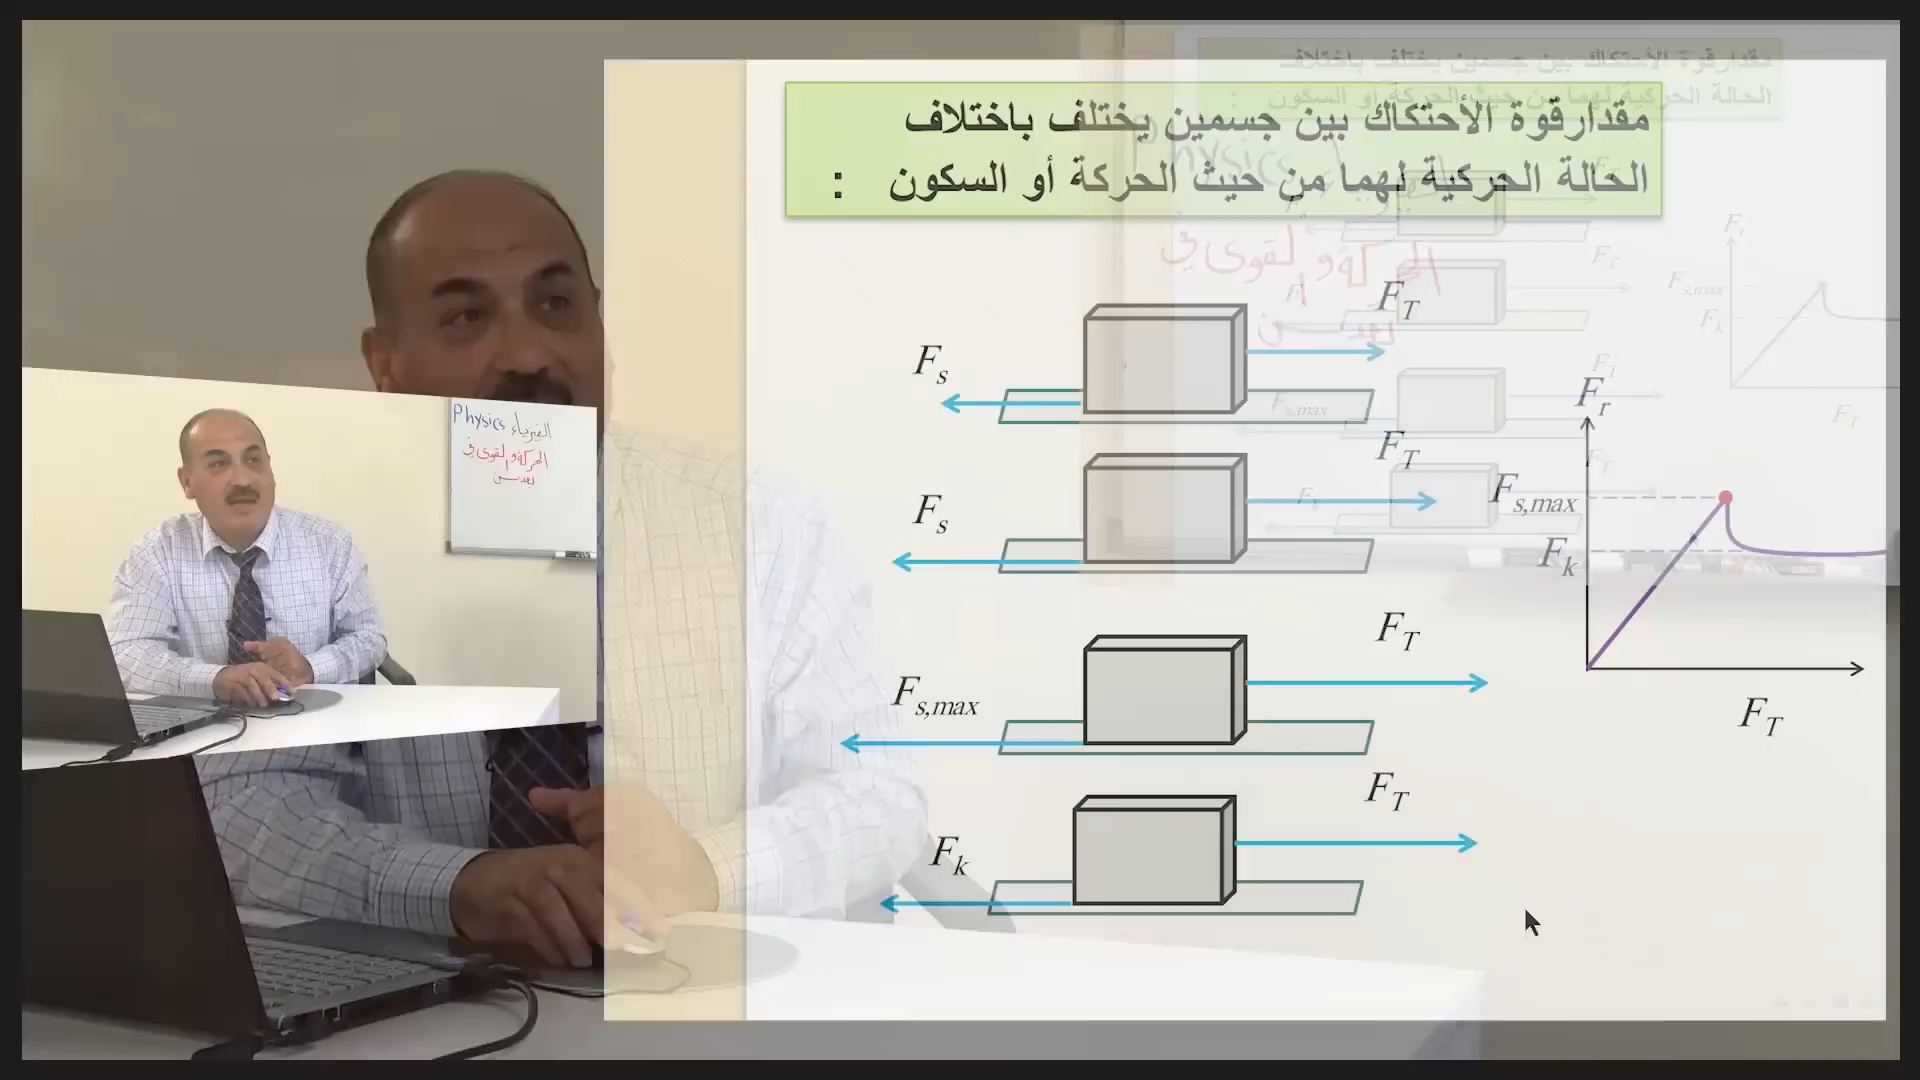 مقدارقوة الأحتكاك بين جسمين يختلف باختلاف
الحالة الحركية لهما من حيث الحركة أو السكون :
F_T
F_s
F_T
F_s
F_T
F_s,max
F_T
F_k
F_r
F_s,max
F_k
F_T
Physics الفيزياء
الحركة والقوى في
بعدين